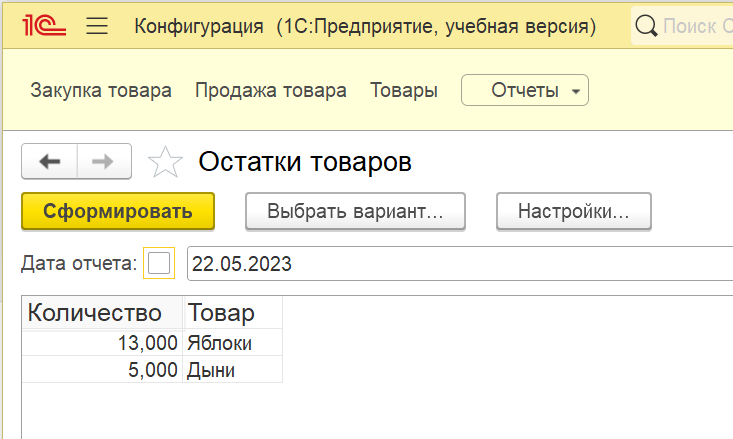 1С Конфигурация (1С:Предприятие, учебная версия) Поиск С
Закупка товара Продажа товара Товары Отчеты
Остатки товаров
Сформировать Выбрать вариант... Настройки...
Дата отчета: 22.05.2023
Количество Товар
13,000 Яблоки
5,000 Дыни